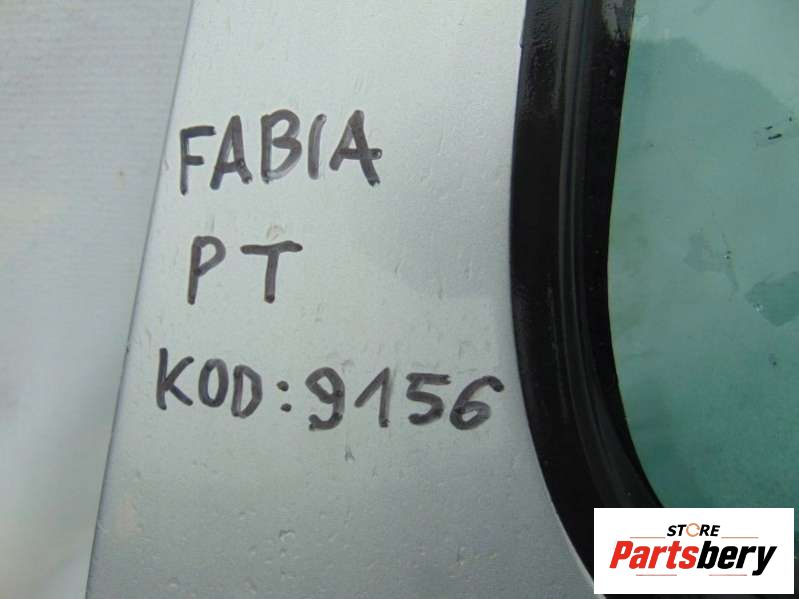 FABIA
PT
KOD: 9156
STORE
Partsbery